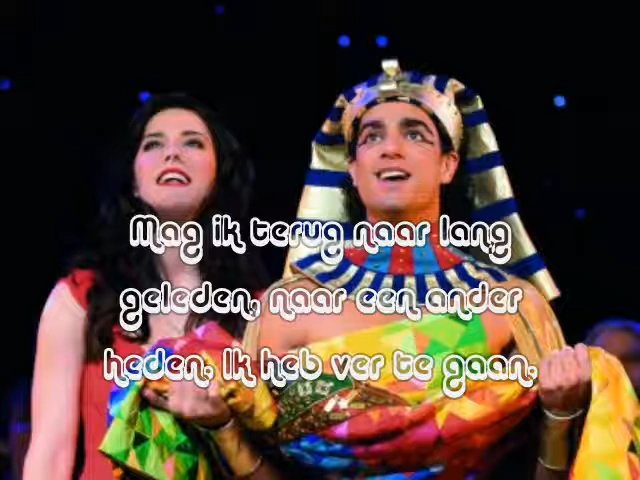 Mag ik terug naar lang
geleden, naar een ander
heden. Ik heb ver te gaan.